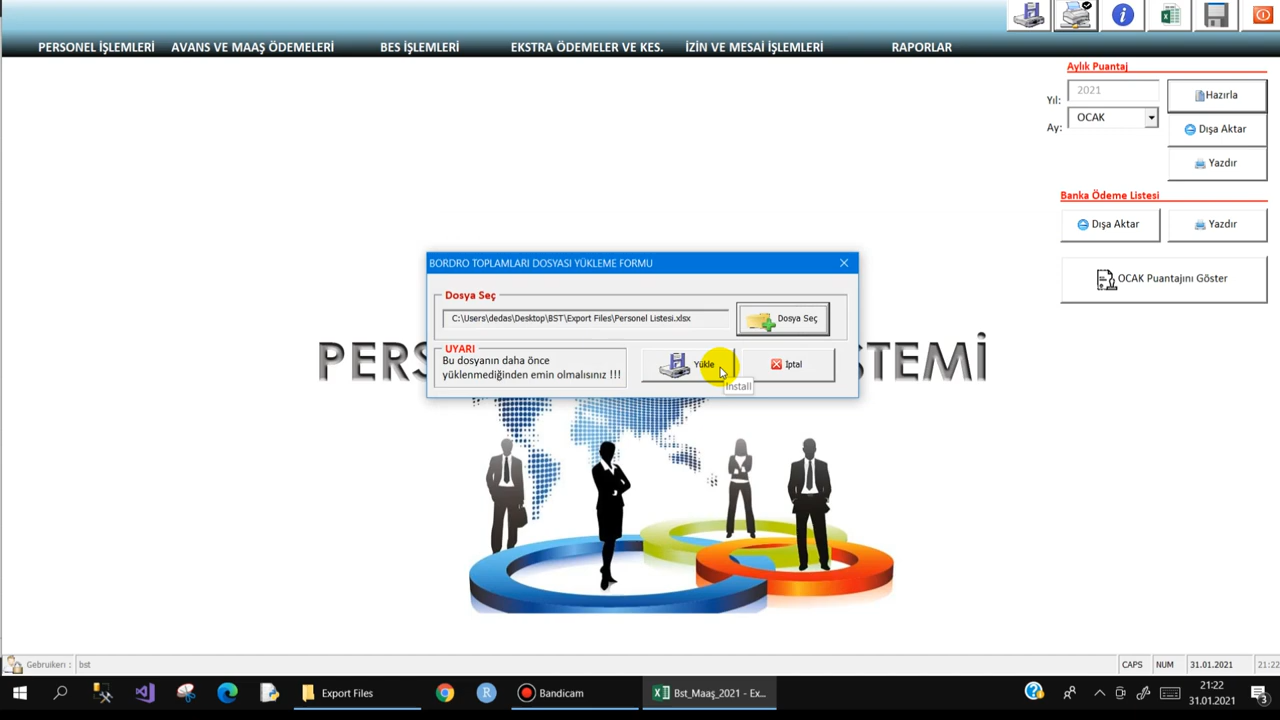 PERSONEL İŞLEMLERİ AVANS VE MAAŞ ÖDEMELERİ BES İŞLEMLERİ EKSTRA ÖDEMELER VE KES. İZİN VE MESAİ İŞLEMLERİ RAPORLAR
Aylık Puantaj
Yıl: 2021 Hazırla
Ay: OCAK Dışa Aktar
Yazdır
Banka Ödeme Listesi
Dışa Aktar Yazdır
OCAK Puantajını Göster
BORDRO TOPLAMLARI DOSYASI YÜKLEME FORMU
Dosya Seç
C:\Users\dedas\Desktop\BST\Export Files\Personel Listesi.xlsx Dosya Seç
UYARI
Bu dosyanın daha önce
yüklenmediğinden emin olmalısınız !!!
Yükle İptal
Install
PERS STEMİ
Gebruikerı : bst CAPS NUM 31.01.2021 21:22
Export Files Bandicam Bst_Maaş_2021 - Ex...
21:22
31.01.2021
3